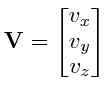 V = [v_x
v_y
v_z]